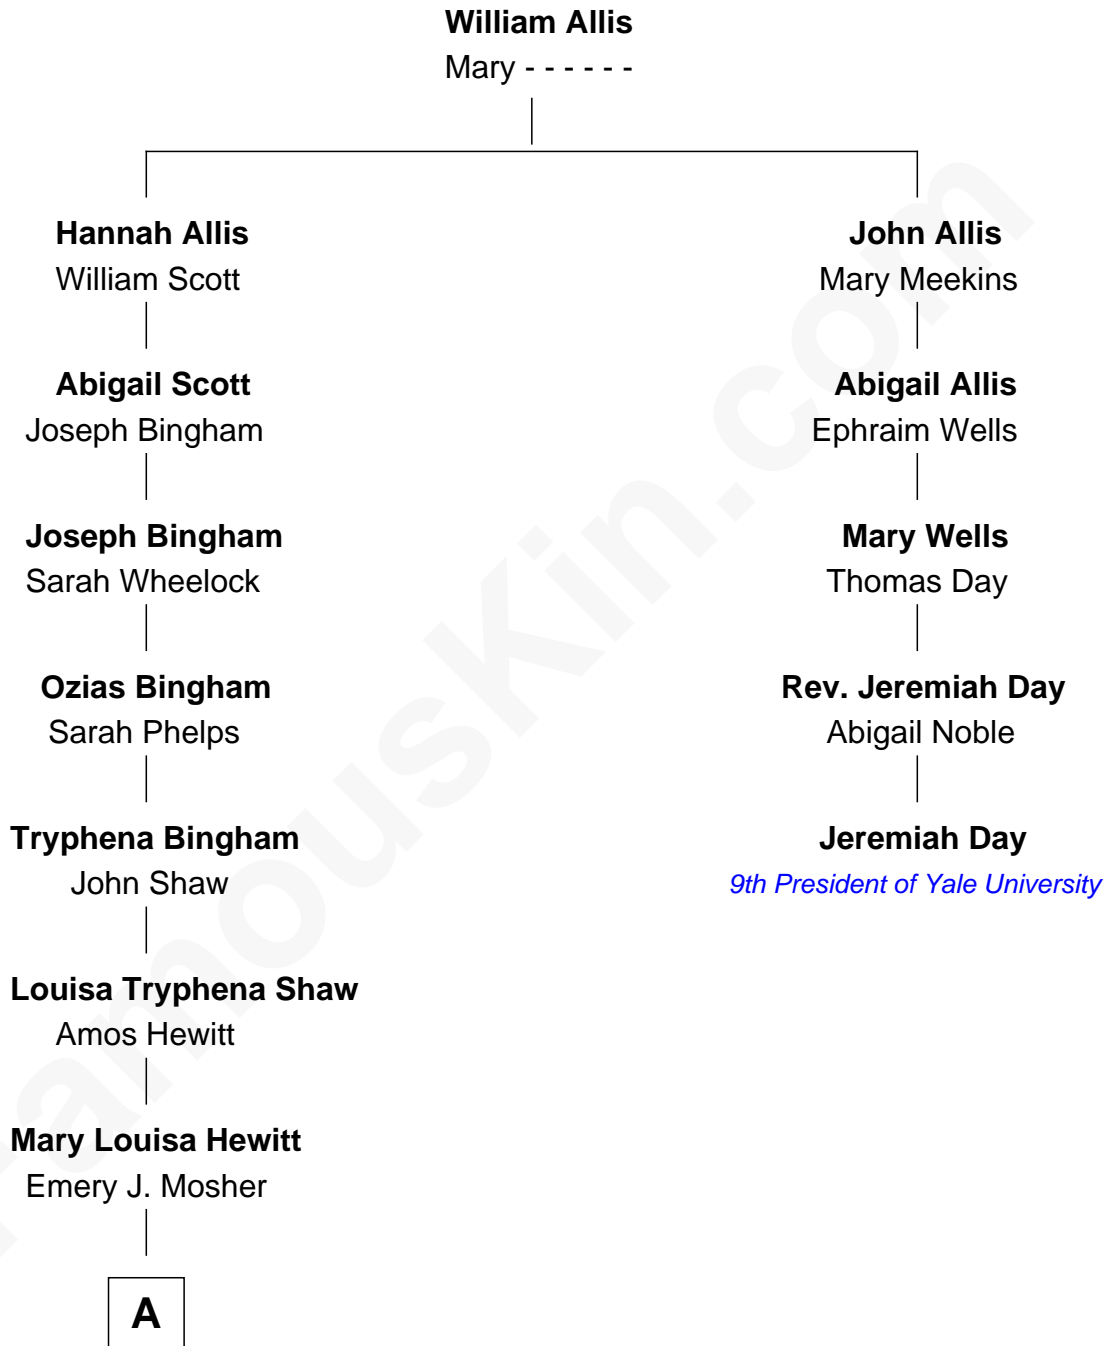 William Allis
Mary - - - - - -
Hannah Allis
William Scott
John Allis
Mary Meekins
Abigail Scott
Joseph Bingham
Abigail Allis
Ephraim Wells
Joseph Bingham
Sarah Wheelock
Mary Wells
Thomas Day
Ozias Bingham
Sarah Phelps
Rev. Jeremiah Day
Abigail Noble
Tryphena Bingham
John Shaw
Jeremiah Day
9th President of Yale University
Louisa Tryphena Shaw
Amos Hewitt
Mary Louisa Hewitt
Emery J. Mosher
A
FamousKin.com